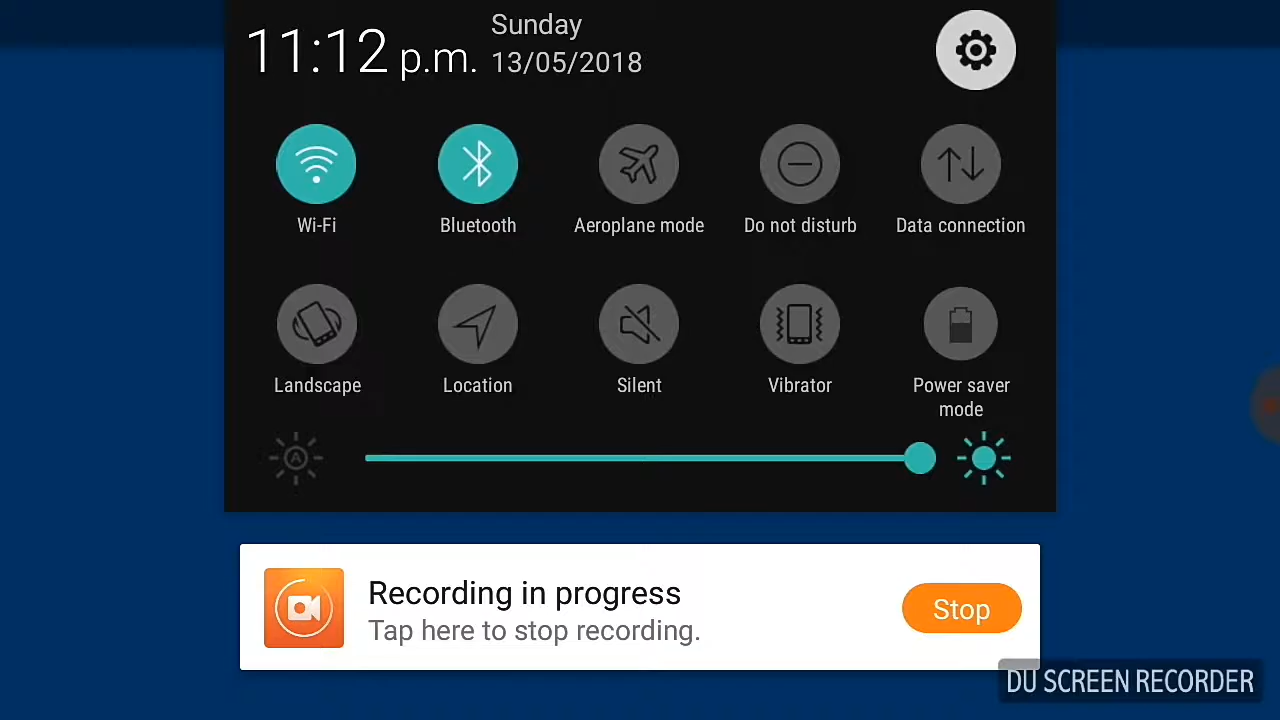 11:12 p.m.
Sunday
13/05/2018
Wi-Fi
Bluetooth
Aeroplane mode
Do not disturb
Data connection
Landscape
Location
Silent
Vibrator
Power saver
mode
A
Recording in progress
Tap here to stop recording.
Stop
DU SCREEN RECORDER